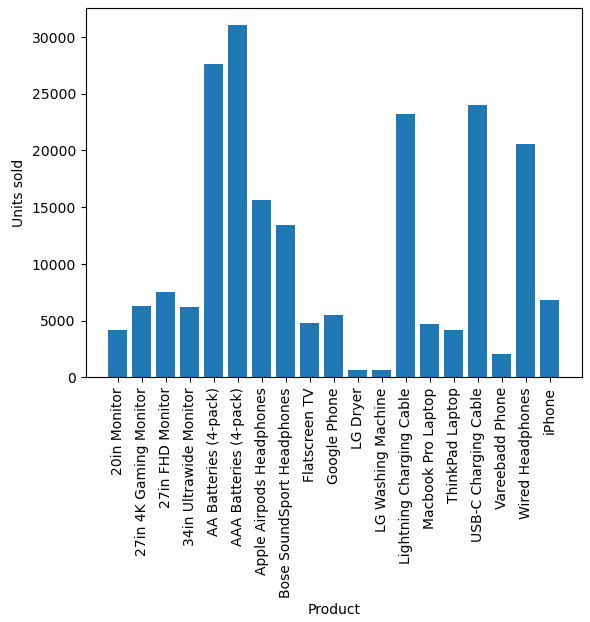 30000
25000
20000
15000
10000
5000
0
Units sold
20in Monitor
27in 4K Gaming Monitor
27in FHD Monitor
34in Ultrawide Monitor
AA Batteries (4-pack)
AAA Batteries (4-pack)
Apple Airpods Headphones
Bose SoundSport Headphones
Flatscreen TV
Google Phone
LG Dryer
LG Washing Machine
Lightning Charging Cable
Macbook Pro Laptop
ThinkPad Laptop
USB-C Charging Cable
Vareebadd Phone
Wired Headphones
iPhone
Product